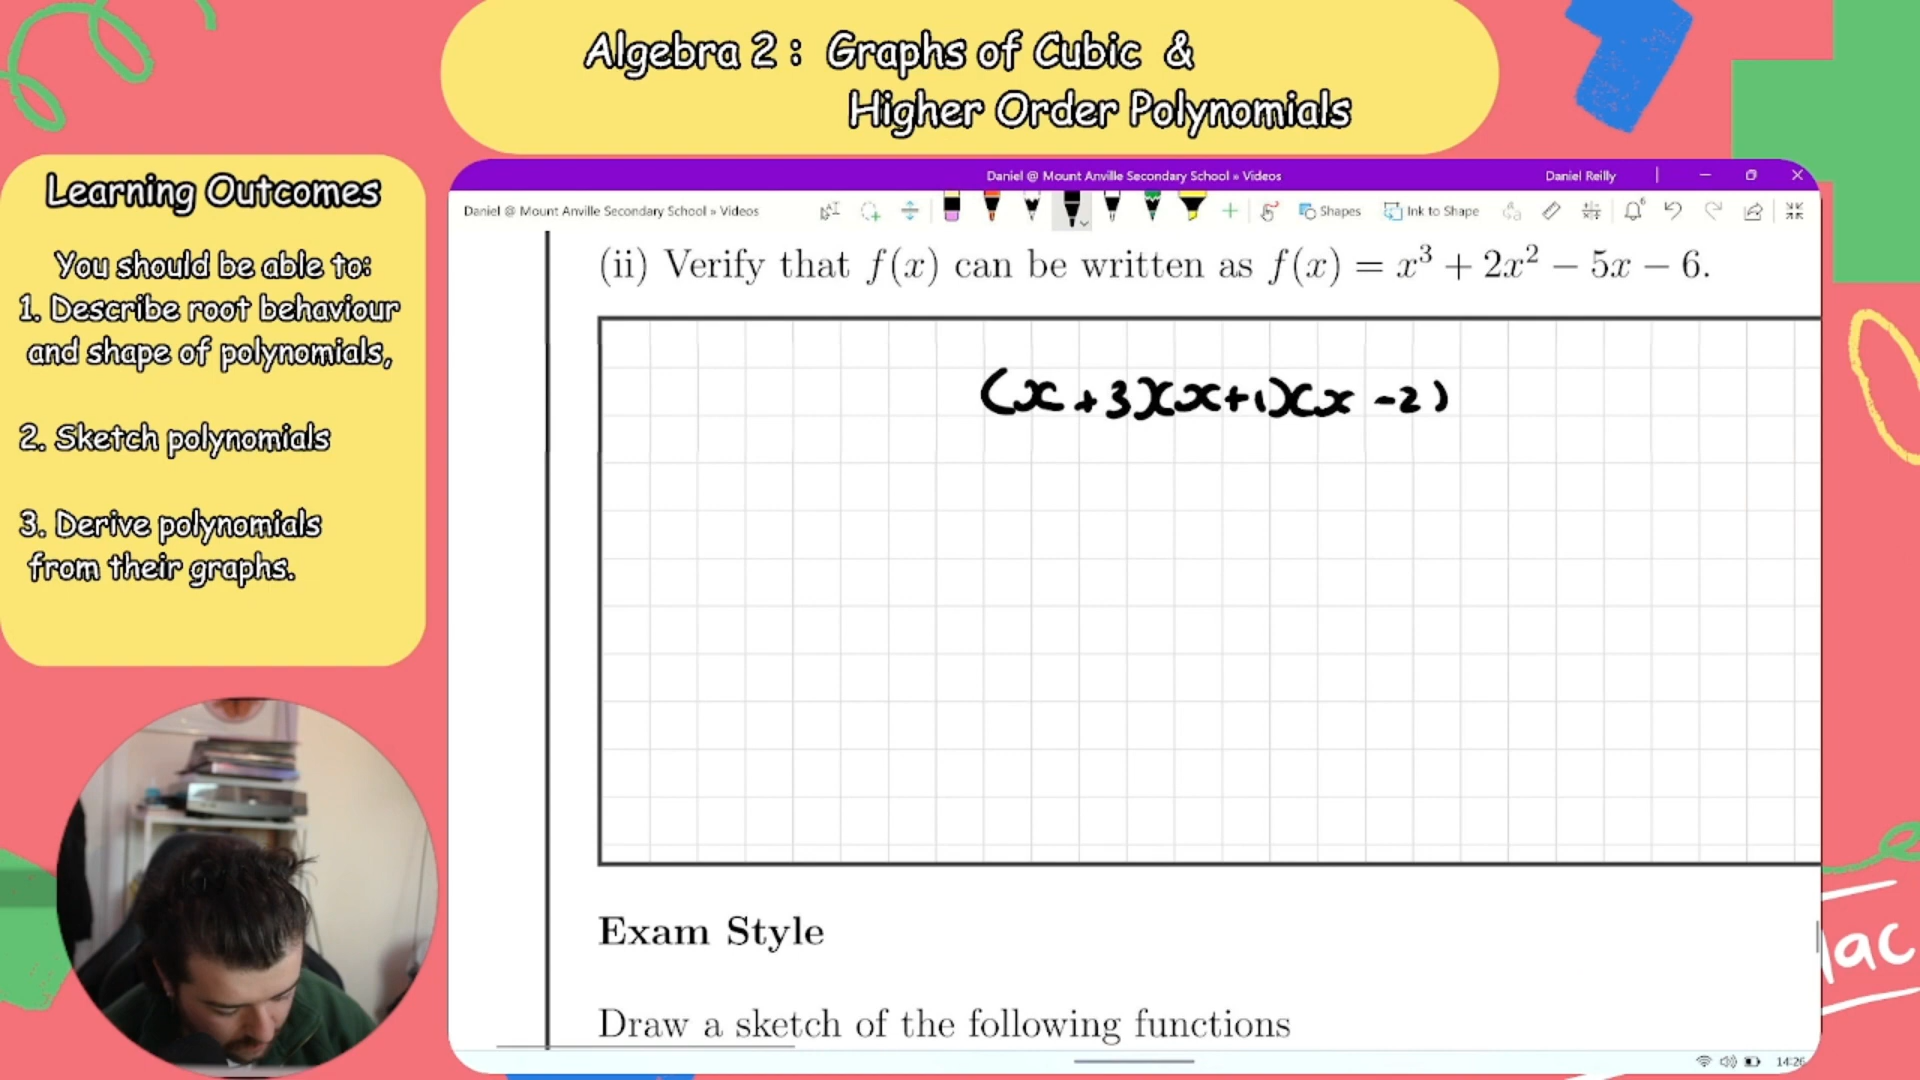 Algebra 2 : Graphs of Cubic &
Higher Order Polynomials
Learning Outcomes
You should be able to:
1. Describe root behaviour
and shape of polynomials,
2. Sketch polynomials
3. Derive polynomials
from their graphs.
Daniel @ Mount Anville Secondary School » Videos
Daniel Reilly
Daniel @ Mount Anville Secondary School » Videos
Shapes
Ink to Shape
6
(ii) Verify that f(x) can be written as f(x) = x³ + 2x² − 5x − 6.
(x+3)(x+1)(x-2)
Exam Style
Draw a sketch of the following functions
14:26